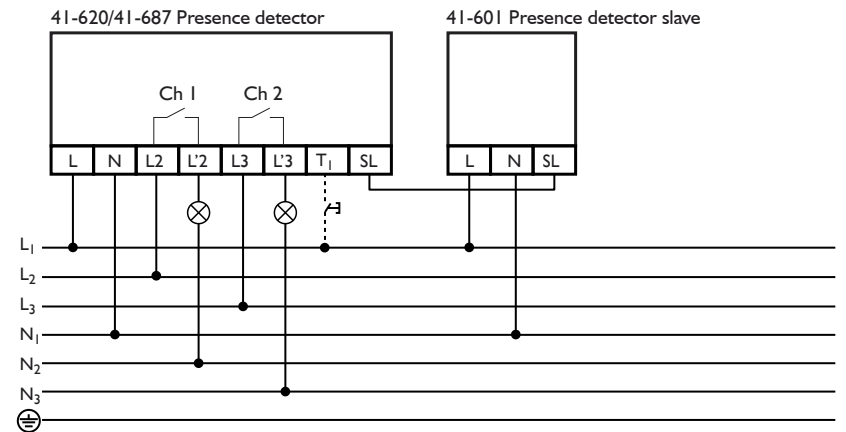 41-620/41-687 Presence detector
41-601 Presence detector slave
Ch 1
Ch 2
L N L2 L'2 L3 L'3 T1 SL
L N SL
L1
L2
L3
N1
N2
N3